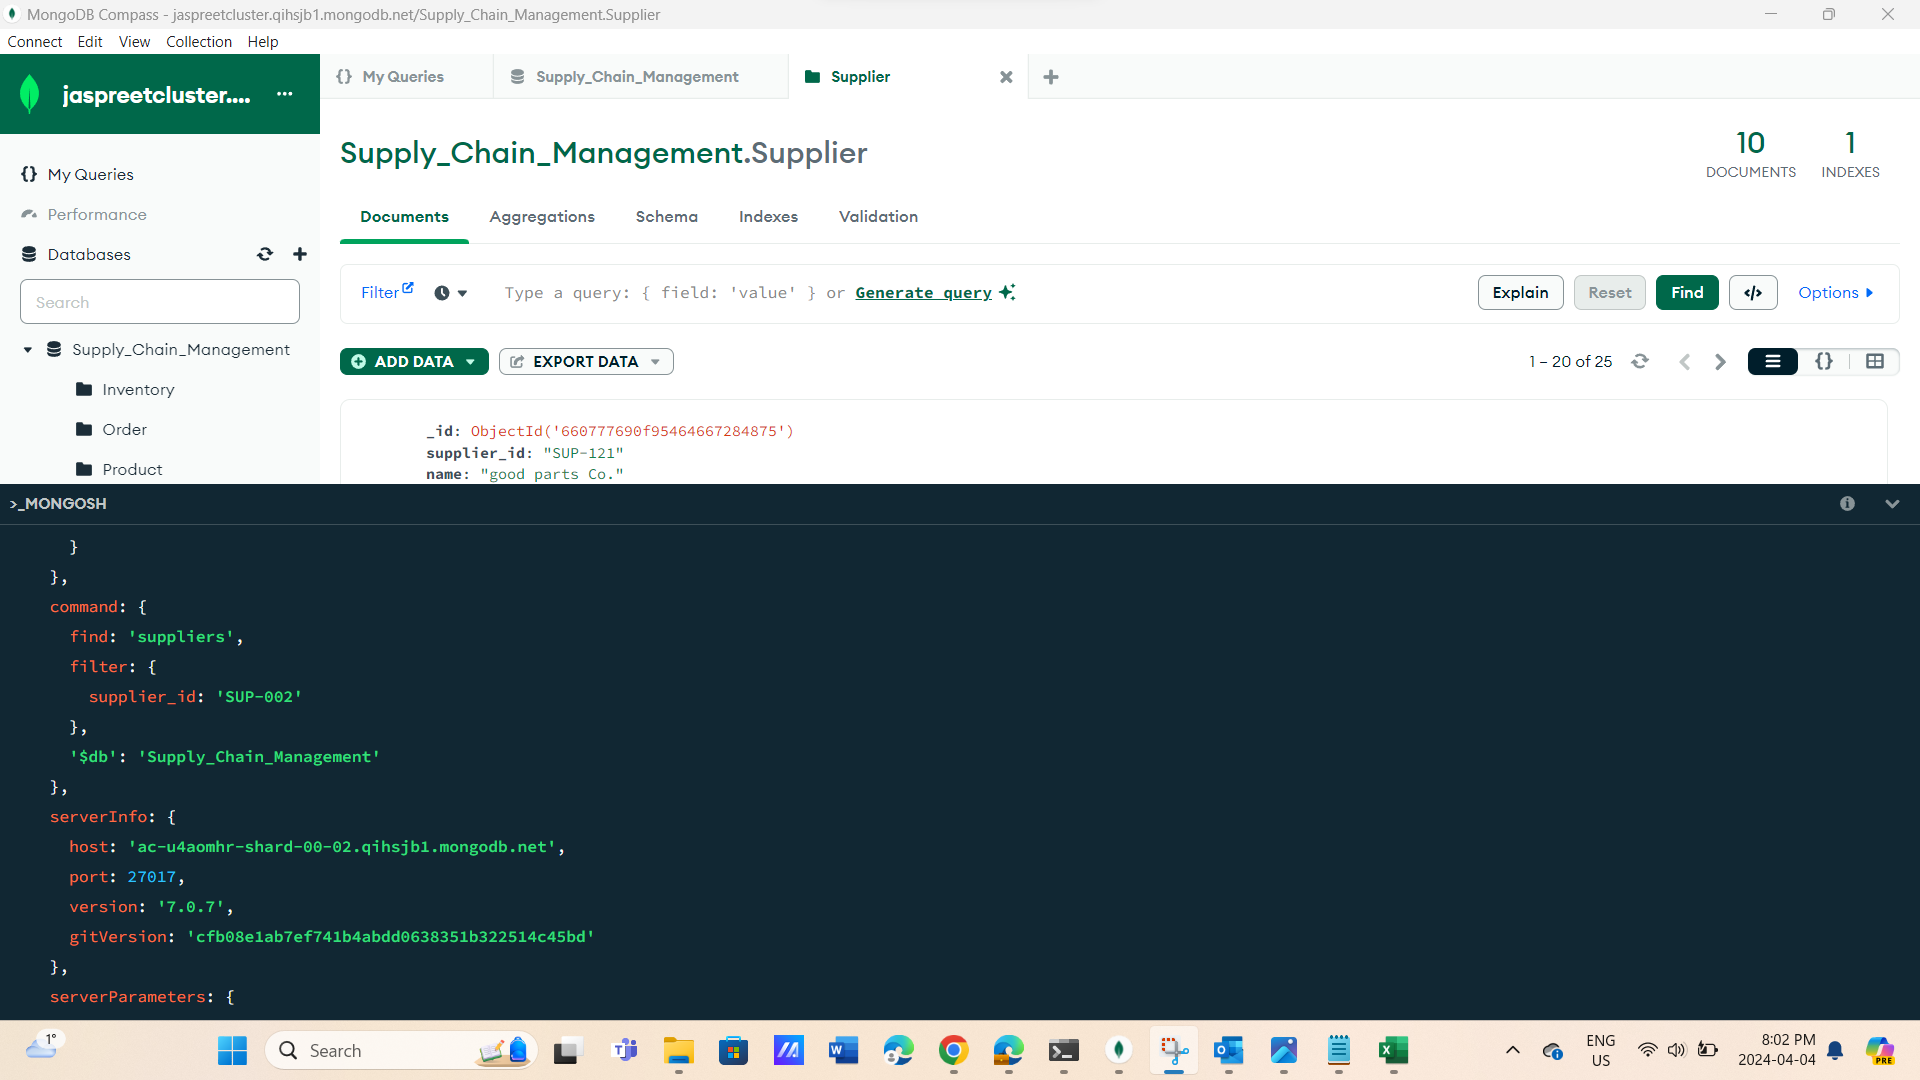 MongoDB Compass - jaspreetcluster.qihsjb1.mongodb.net/Supply_Chain_Management.Supplier
Connect Edit View Collection Help
jaspreetcluster.... ...
{} My Queries
Supply_Chain_Management
Supplier
My Queries
Performance
Databases
Search
Supply_Chain_Management
Inventory
Order
Product
Supply_Chain_Management.Supplier
10
DOCUMENTS
1
INDEXES
Documents Aggregations Schema Indexes Validation
Filter Type a query: { field: 'value' } or Generate query Explain Reset Find </> Options
ADD DATA EXPORT DATA 1 – 20 of 25 {}
_id: ObjectId('660777690f95464667284875')
supplier_id: "SUP-121"
name: "good parts Co."
>_MONGOSH
}
},
command: {
find: 'suppliers',
filter: {
supplier_id: 'SUP-002'
},
'$db': 'Supply_Chain_Management'
},
serverInfo: {
host: 'ac-u4aomhr-shard-00-02.qihsjb1.mongodb.net',
port: 27017,
version: '7.0.7',
gitVersion: 'cfb08e1ab7ef741b4abdd0638351b322514c45bd'
},
serverParameters: {
1°
Search
ENG
US
8:02 PM
2024-04-04
PRE